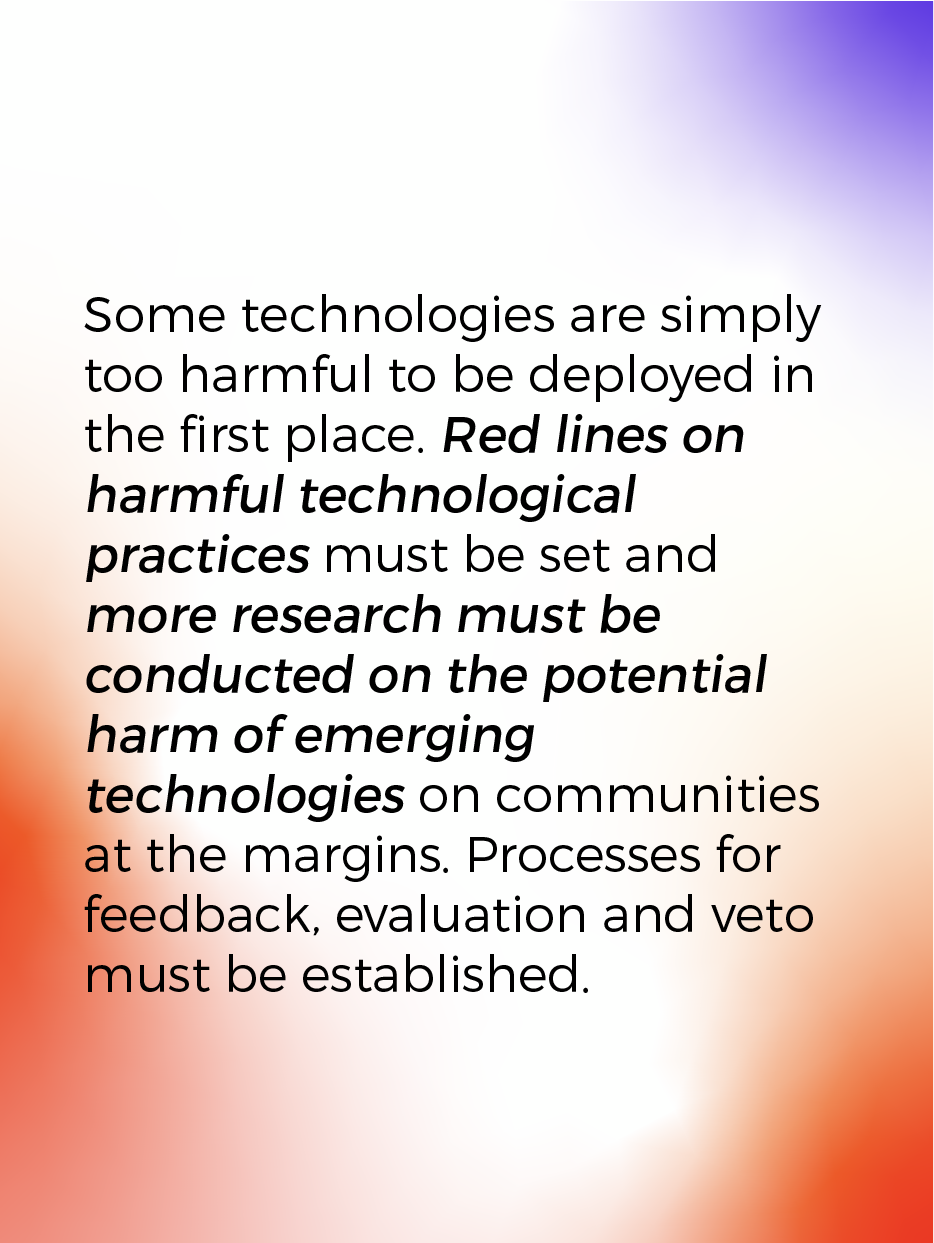 Some technologies are simply
too harmful to be deployed in
the first place. Red lines on
harmful technological
practices must be set and
more research must be
conducted on the potential
harm of emerging
technologies on communities
at the margins. Processes for
feedback, evaluation and veto
must be established.